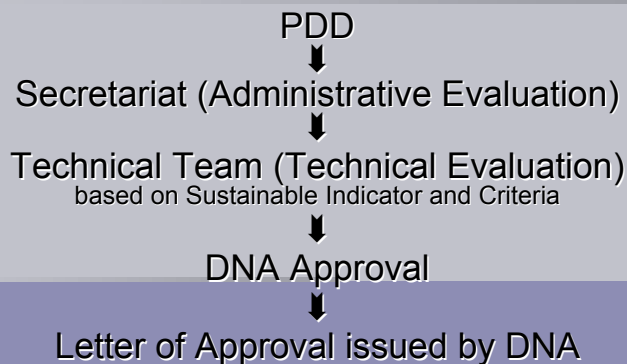 PDD
Secretariat (Administrative Evaluation)
Technical Team (Technical Evaluation)
based on Sustainable Indicator and Criteria
DNA Approval
Letter of Approval issued by DNA